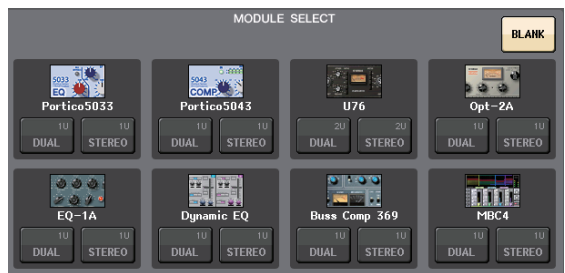 MODULE SELECT
BLANK
5033
EQ
5043
COMP.
Portico5033
Portico5043
U76
Opt-2A
1U
1U
1U
1U
2U
2U
1U
1U
DUAL
STEREO
DUAL
STEREO
DUAL
STEREO
DUAL
STEREO
EQ-1A
Dynamic EQ
Buss Comp 369
MBC4
1U
1U
1U
1U
1U
1U
1U
1U
DUAL
STEREO
DUAL
STEREO
DUAL
STEREO
DUAL
STEREO